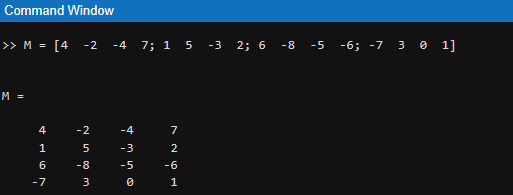 Command Window
>> M = [4  -2  -4  7; 1  5  -3  2; 6  -8  -5  -6; -7  3  0  1]
M =
4  -2  -4  7
1  5  -3  2
6  -8  -5  -6
-7  3  0  1